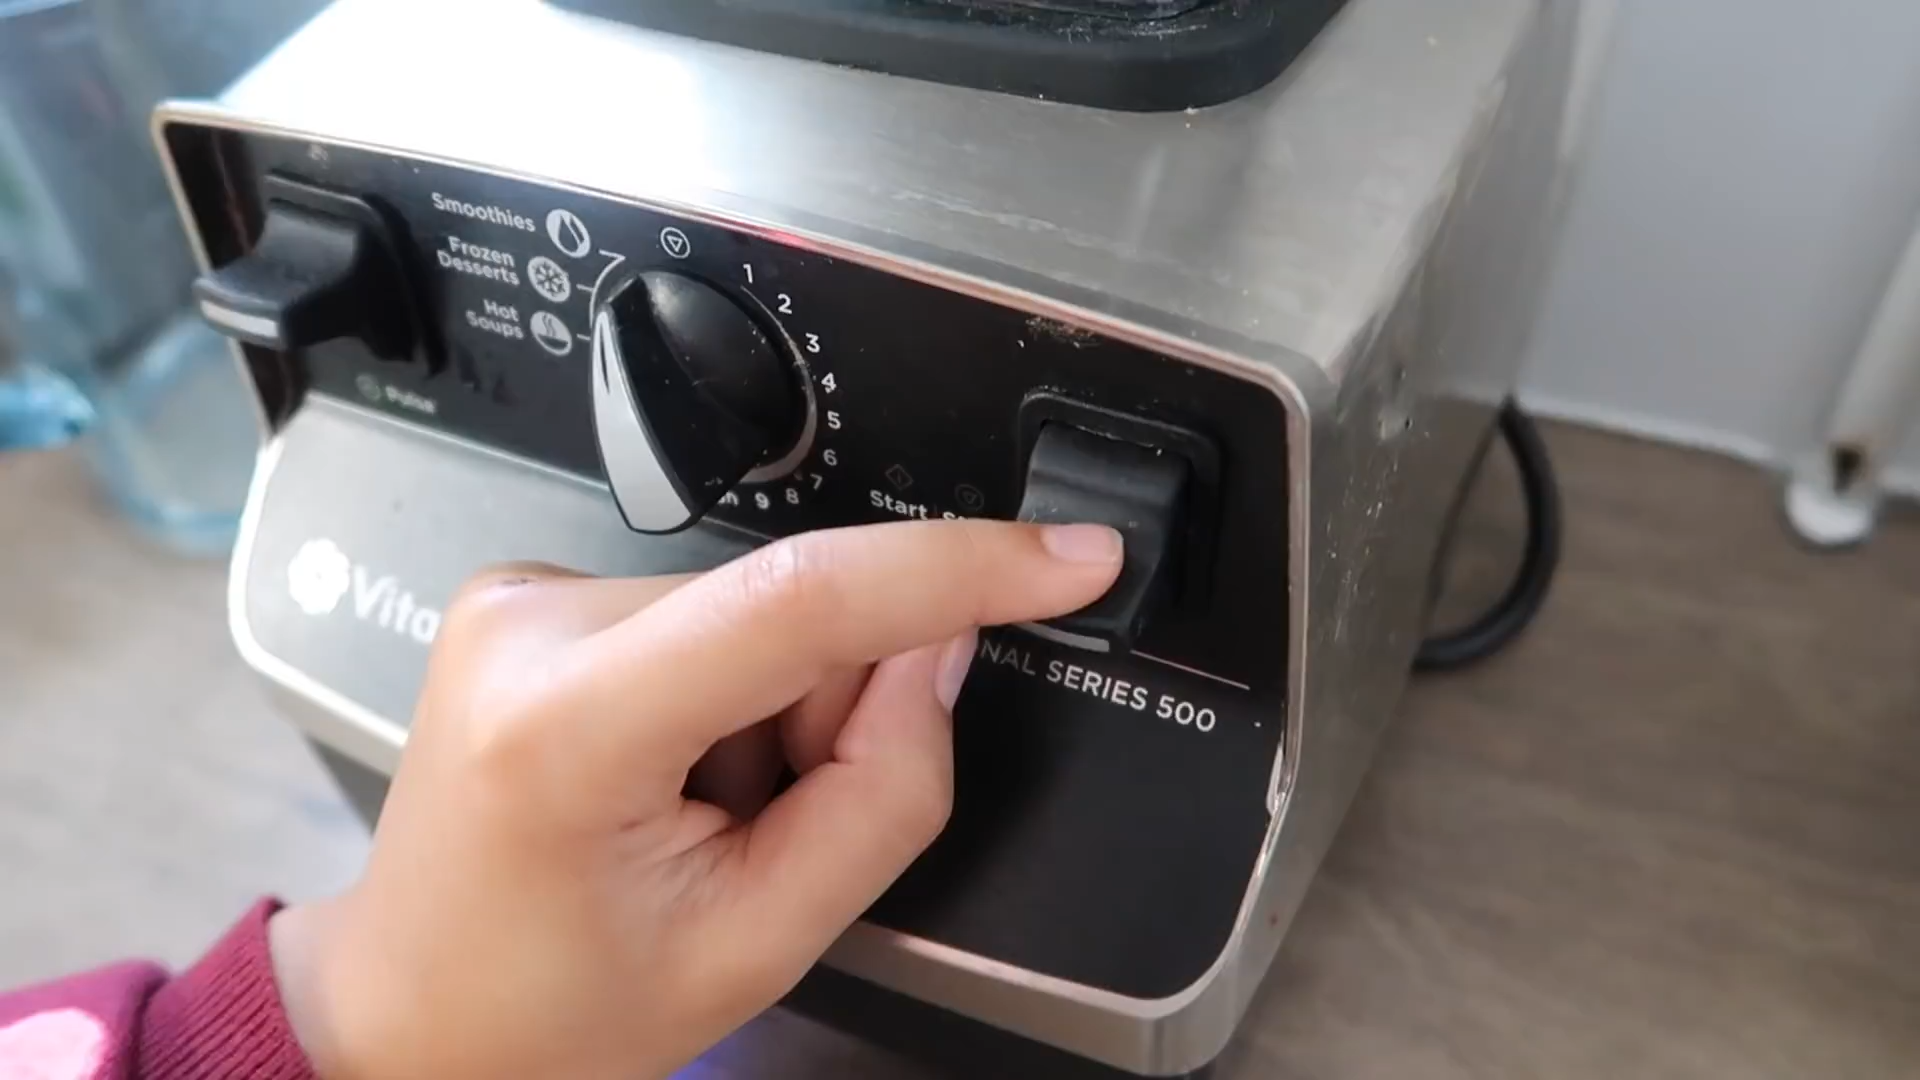 Smoothies
Frozen
Desserts
Hot
Soups
1
2
3
4
5
6
7
8
9
Pulse
Start
Vita
NAL SERIES 500